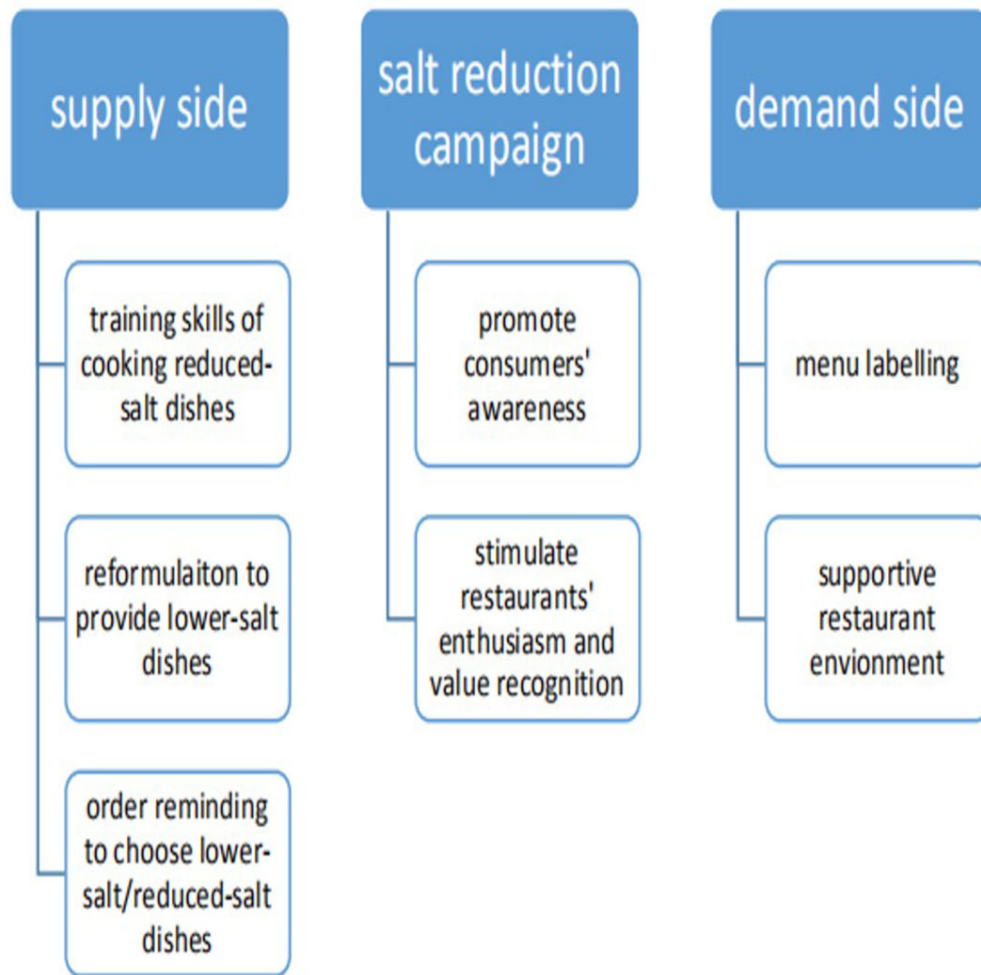 supply side
training skills of
cooking reduced-
salt dishes
reformulaiton to
provide lower-salt
dishes
order reminding
to choose lower-
salt/reduced-salt
dishes
salt reduction
campaign
promote
consumers'
awareness
stimulate
restaurants'
enthusiasm and
value recognition
demand side
menu labelling
supportive
restaurant
envionment